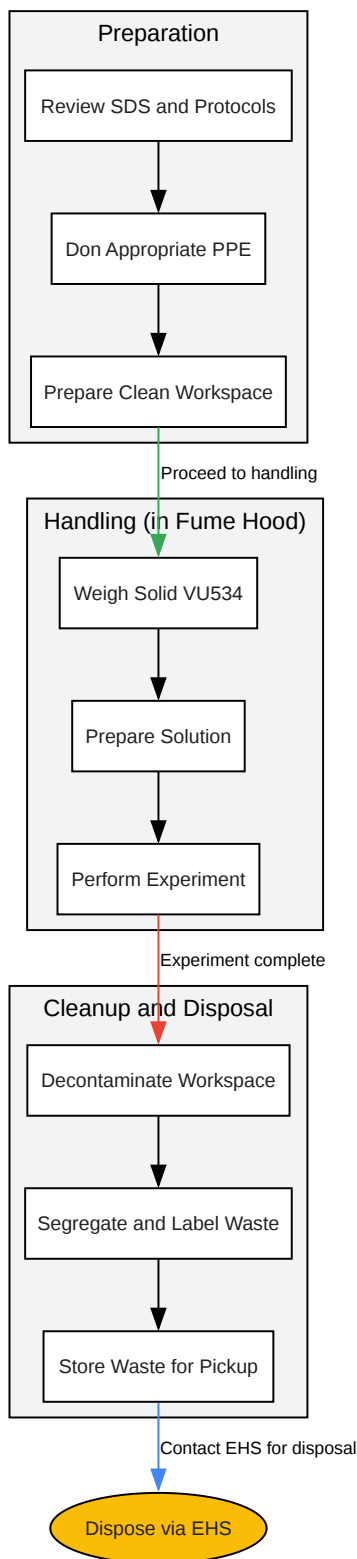 Preparation
Review SDS and Protocols
Don Appropriate PPE
Prepare Clean Workspace
Proceed to handling
Handling (in Fume Hood)
Weigh Solid VU534
Prepare Solution
Perform Experiment
Experiment complete
Cleanup and Disposal
Decontaminate Workspace
Segregate and Label Waste
Store Waste for Pickup
Contact EHS for disposal
Dispose via EHS